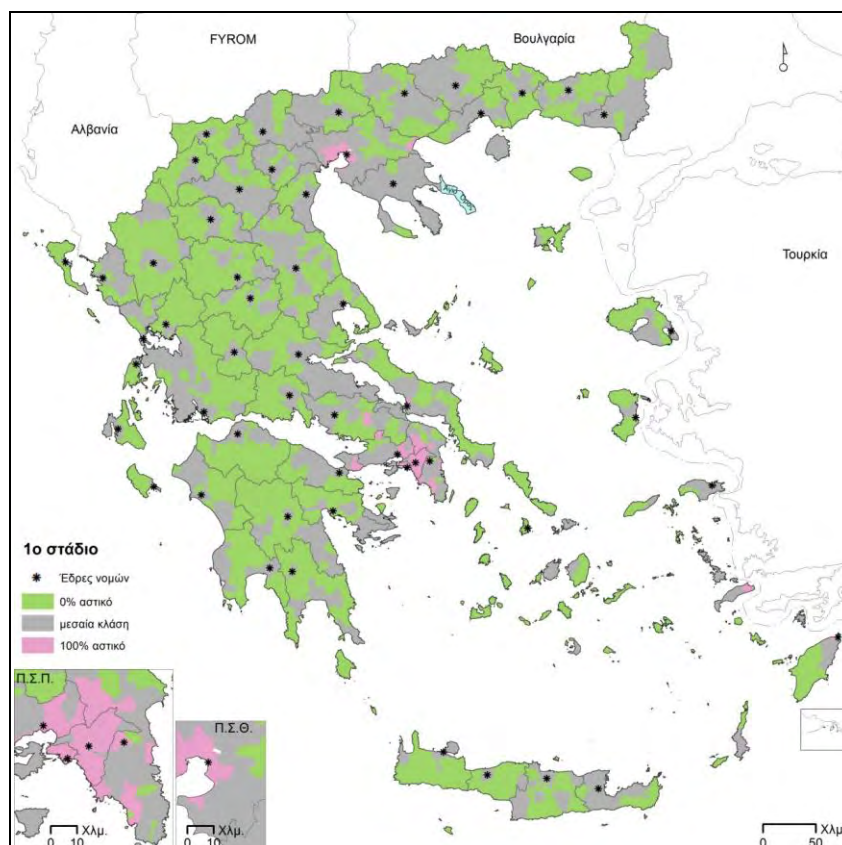 FYROM
Βουλγαρία
Αλβανία
Τουρκία
1ο στάδιο
Έδρες νομών
0% αστικό
μεσαία κλάση
100% αστικό
Π.Σ.Π.
Π.Σ.Θ.
0 10 Χλμ.
0 10 Χλμ.
0 50 Χλμ.